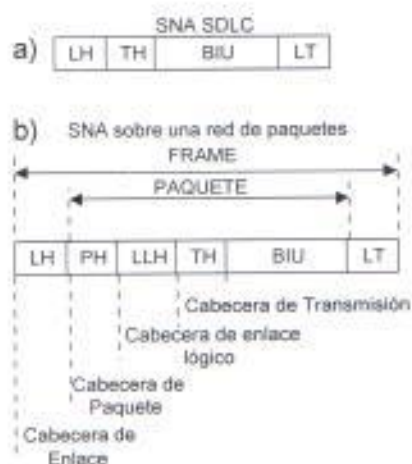 SNA SDLC
a) LH TH BIU LT
b) SNA sobre una red de paquetes
FRAME
PAQUETE
LH PH LLH TH BIU LT
Cabecera de Transmisión
Cabecera de enlace
lógico
Cabecera de
Paquete
Cabecera de
Enlace